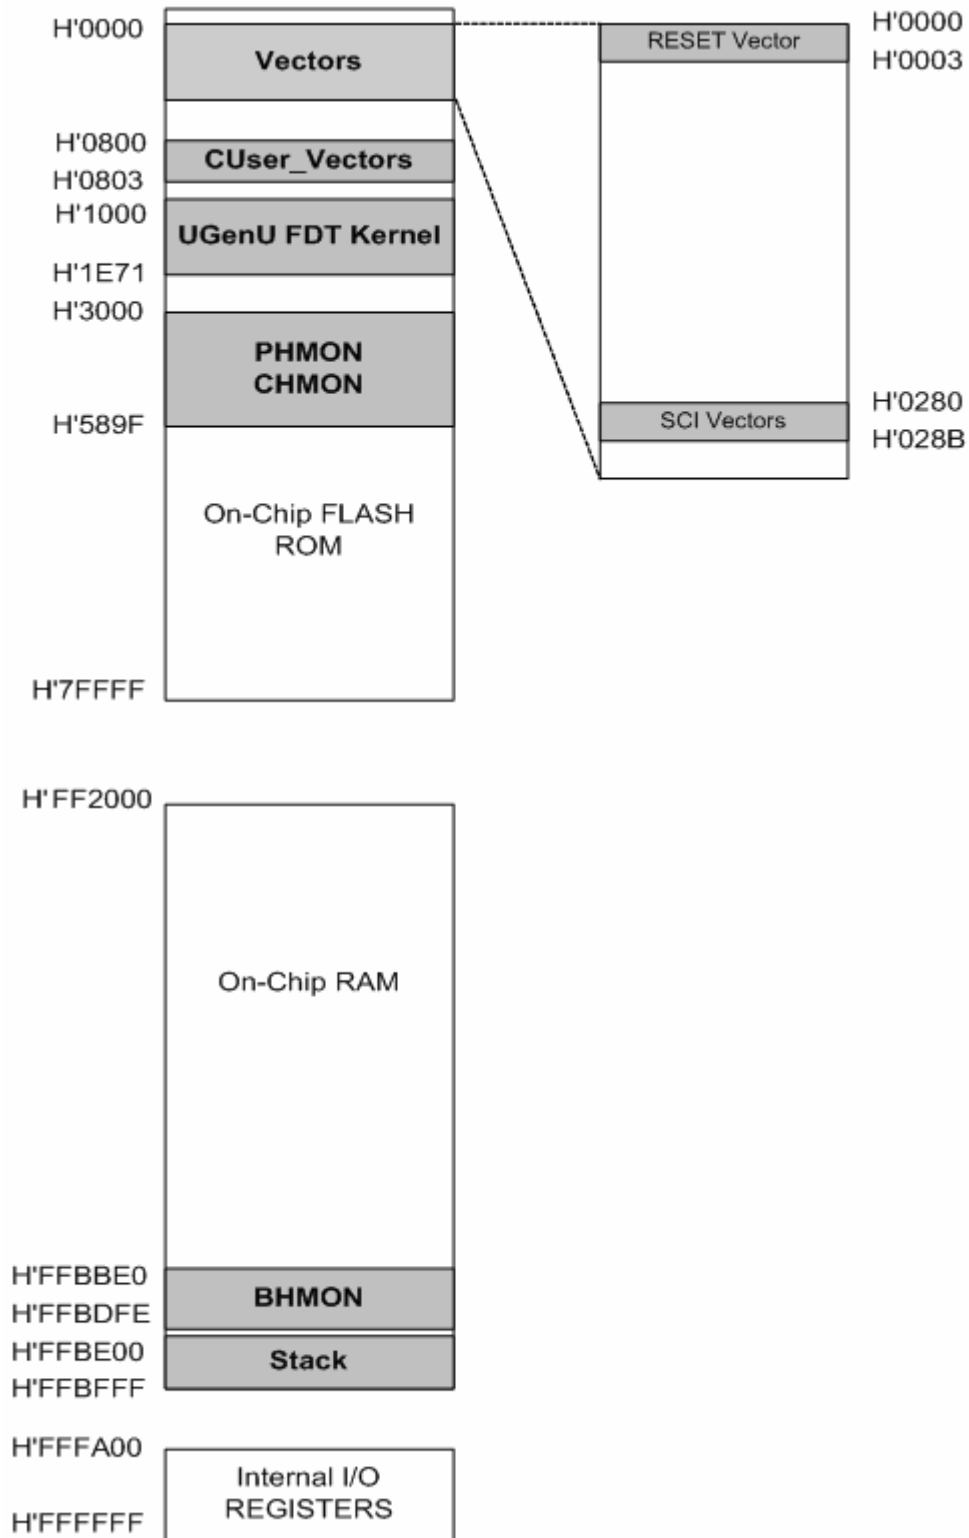 H'0000
Vectors
H'0800
CUser_Vectors
H'0803
H'1000
UGenU FDT Kernel
H'1E71
H'3000
PHMON
CHMON
H'589F
On-Chip FLASH
ROM
H'7FFFF
H'0000
RESET Vector
H'0003
H'0280
SCI Vectors
H'028B
H'FF2000
On-Chip RAM
H'FFBBE0
BHMON
H'FFBDFE
H'FFBE00
Stack
H'FFBFFF
H'FFFA00
Internal I/O
REGISTERS
H'FFFFFF